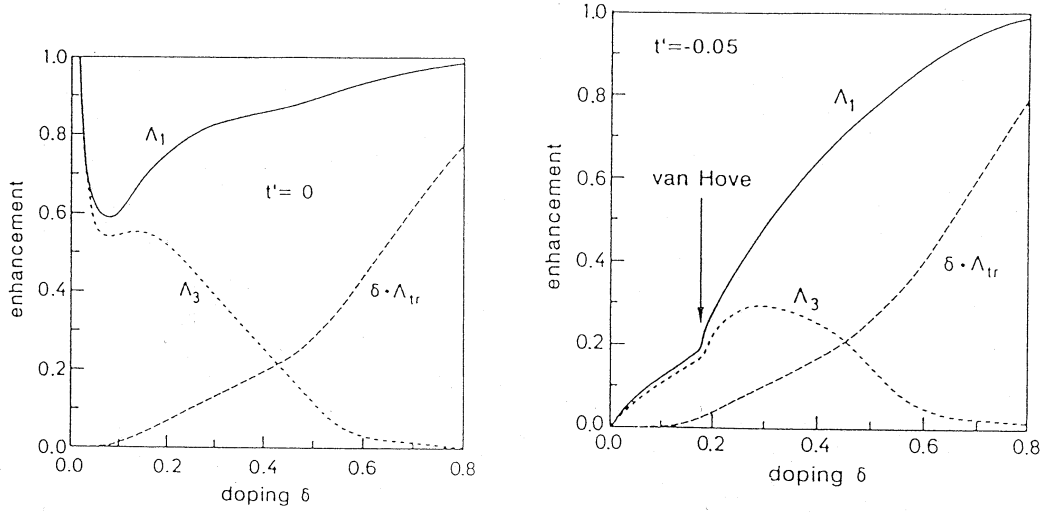 1.0
0.8
0.6
0.4
0.2
0.0
enhancement
Λ1
t'= 0
Λ3
δ·Λtr
0.0 0.2 0.4 0.6 0.8
doping δ
1.0
0.8
0.6
0.4
0.2
0.0
enhancement
t'=-0.05
Λ1
van Hove
Λ3
δ·Λtr
0.0 0.2 0.4 0.6 0.8
doping δ